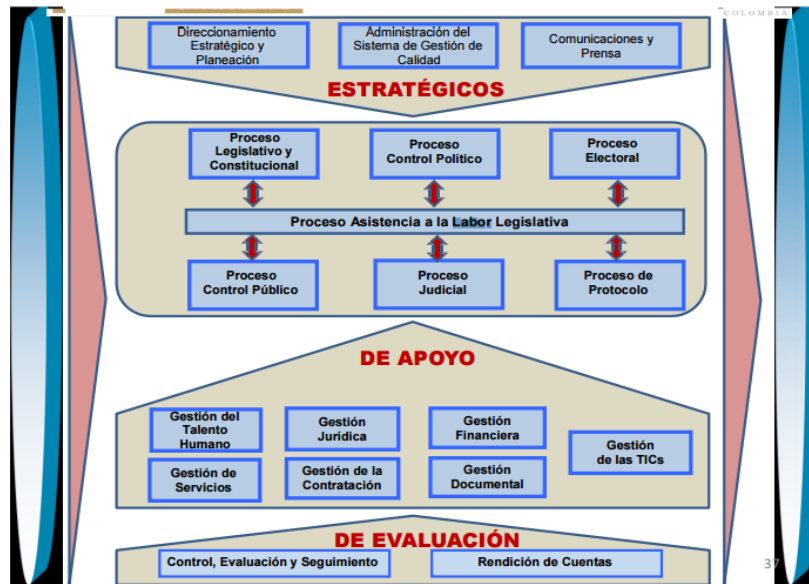 COLOMBIA
Direccionamiento
Estratégico y
Planeación
Administración del
Sistema de Gestión de
Calidad
Comunicaciones y
Prensa
ESTRATÉGICOS
Proceso
Legislativo y
Constitucional
Proceso
Control Político
Proceso
Electoral
Proceso Asistencia a la Labor Legislativa
Proceso
Control Público
Proceso
Judicial
Proceso de
Protocolo
DE APOYO
Gestión del
Talento
Humano
Gestión
Jurídica
Gestión
Financiera
Gestión
de las TICs
Gestión de
Servicios
Gestión de la
Contratación
Gestión
Documental
DE EVALUACIÓN
Control, Evaluación y Seguimiento
Rendición de Cuentas
37